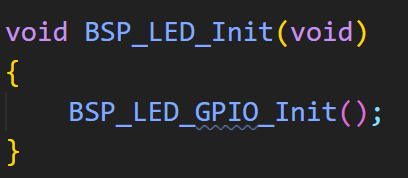 void BSP_LED_Init(void)
{
    BSP_LED_GPIO_Init();
}